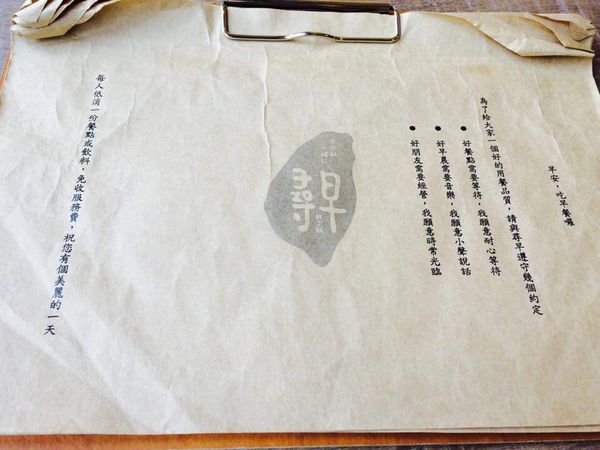 早安，吃早餐囉
為了給大家一個好的用餐品質，請與尋早遵守幾個約定
● 好餐點需要等待，我願意耐心等待
● 好早晨需要音樂，我願意小聲說話
● 好朋友需要經營，我願意時常光臨
尋早
每人低消一份餐點或飲料，免收服務費，祝您有個美麗的一天